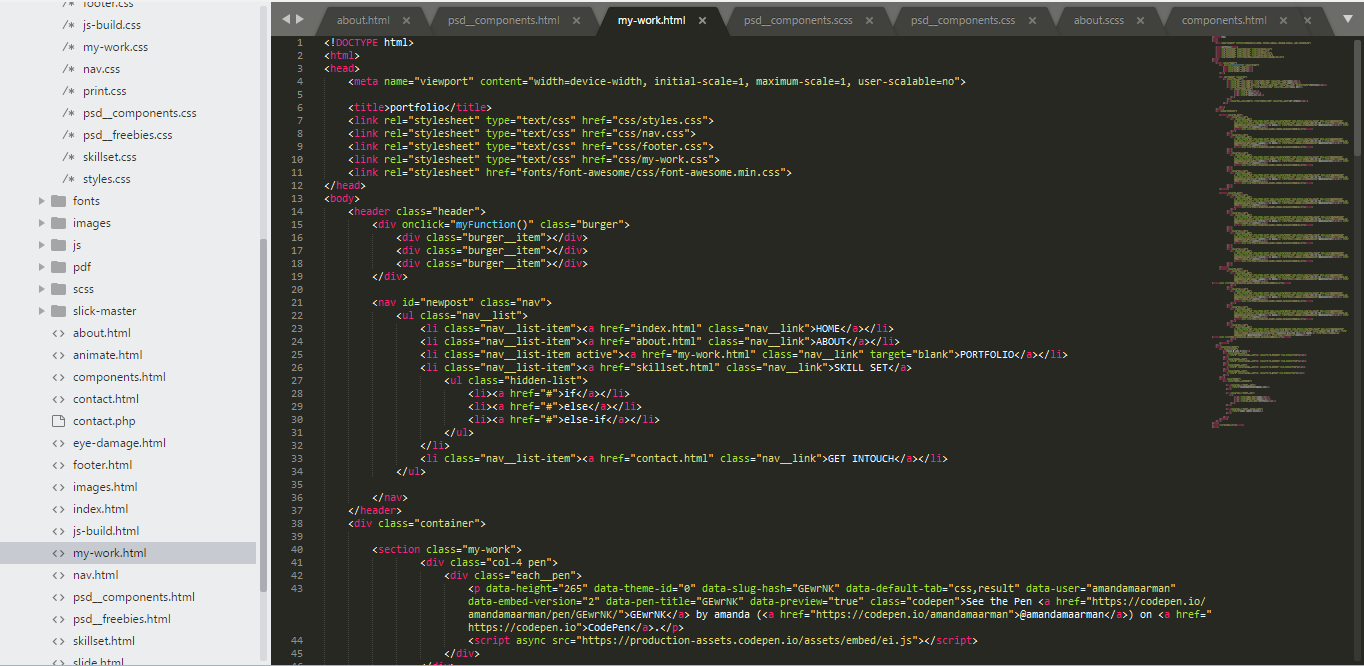 footer.css
/* js-build.css
/* my-work.css
/* nav.css
/* print.css
/* psd__components.css
/* psd__freebies.css
/* skillset.css
/* styles.css
fonts
images
js
pdf
scss
slick-master
<> about.html
<> animate.html
<> components.html
<> contact.html
contact.php
<> eye-damage.html
<> footer.html
<> images.html
<> index.html
<> js-build.html
<> my-work.html
<> nav.html
<> psd__components.html
<> psd__freebies.html
<> skillset.html
<> slide.html
about.html × psd__components.html × my-work.html × psd__components.scss × psd__components.css × about.scss × components.html × ×
1 <!DOCTYPE html>
2 <html>
3 <head>
4 <meta name="viewport" content="width=device-width, initial-scale=1, maximum-scale=1, user-scalable=no">
5
6 <title>portfolio</title>
7 <link rel="stylesheet" type="text/css" href="css/styles.css">
8 <link rel="stylesheet" type="text/css" href="css/nav.css">
9 <link rel="stylesheet" type="text/css" href="css/footer.css">
10 <link rel="stylesheet" type="text/css" href="css/my-work.css">
11 <link rel="stylesheet" href="fonts/font-awesome/css/font-awesome.min.css">
12 </head>
13 <body>
14 <header class="header">
15 <div onclick="myFunction()" class="burger">
16 <div class="burger__item"></div>
17 <div class="burger__item"></div>
18 <div class="burger__item"></div>
19 </div>
20
21 <nav id="newpost" class="nav">
22 <ul class="nav__list">
23 <li class="nav__list-item"><a href="index.html" class="nav__link">HOME</a></li>
24 <li class="nav__list-item"><a href="about.html" class="nav__link">ABOUT</a></li>
25 <li class="nav__list-item active"><a href="my-work.html" class="nav__link" target="blank">PORTFOLIO</a></li>
26 <li class="nav__list-item"><a href="skillset.html" class="nav__link">SKILL SET</a>
27 <ul class="hidden-list">
28 <li><a href="#">if</a></li>
29 <li><a href="#">else</a></li>
30 <li><a href="#">else-if</a></li>
31 </ul>
32 </li>
33 <li class="nav__list-item"><a href="contact.html" class="nav__link">GET INTOUCH</a></li>
34 </ul>
35
36 </nav>
37 </header>
38 <div class="container">
39
40 <section class="my-work">
41 <div class="col-4 pen">
42 <div class="each__pen">
43 <p data-height="265" data-theme-id="0" data-slug-hash="GEwrNK" data-default-tab="css,result" data-user="amandamaarman"
data-embed-version="2" data-pen-title="GEwrNK" data-preview="true" class="codepen">See the Pen <a href="https://codepen.io/
amandamaarman/pen/GEwrNK/">GEwrNK</a> by amanda (<a href="https://codepen.io/amandamaarman">@amandamaarman</a>) on <a href="
https://codepen.io">CodePen</a>.</p>
44 <script async src="https://production-assets.codepen.io/assets/embed/ei.js"></script>
45 </div>
46 </div>